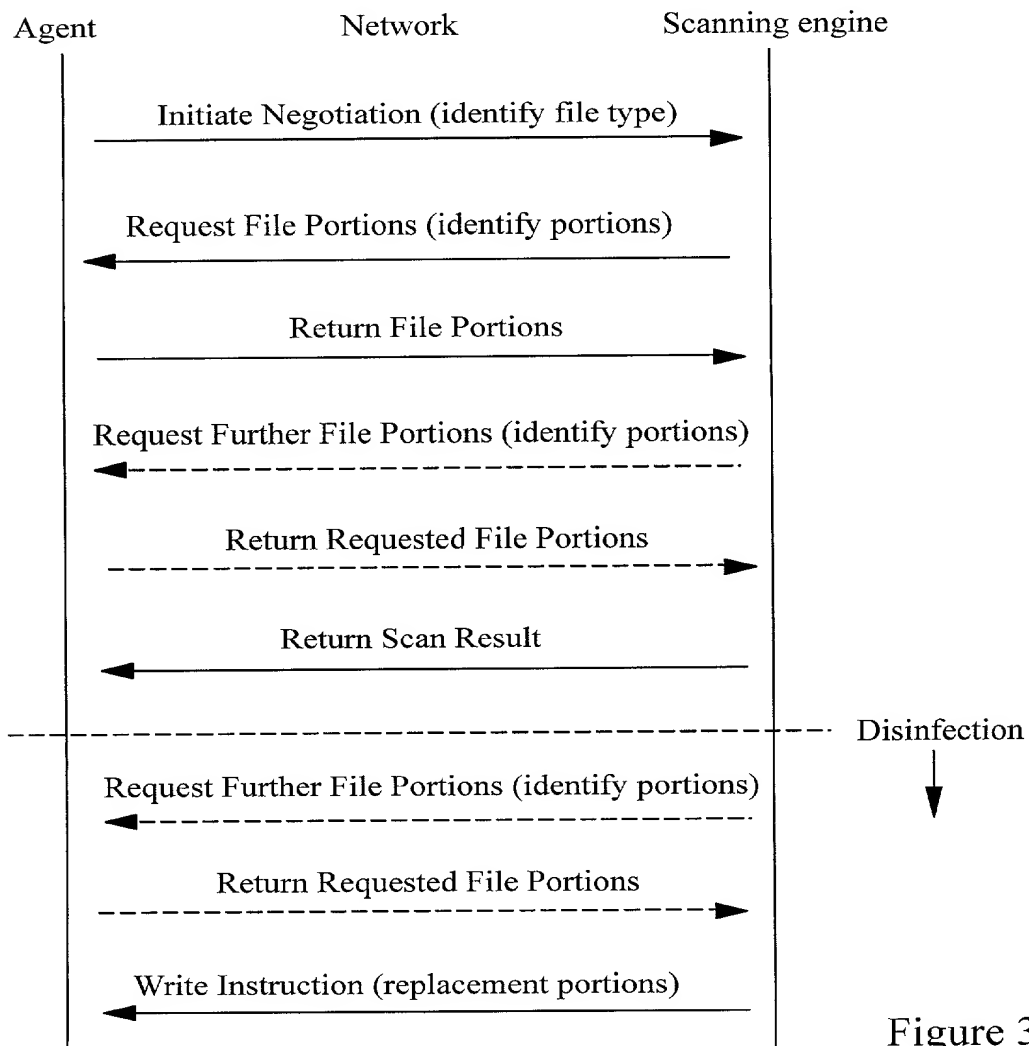 Agent Network Scanning engine
Initiate Negotiation (identify file type)
Request File Portions (identify portions)
Return File Portions
Request Further File Portions (identify portions)
Return Requested File Portions
Return Scan Result
Disinfection
Request Further File Portions (identify portions)
Return Requested File Portions
Write Instruction (replacement portions)
Figure 3